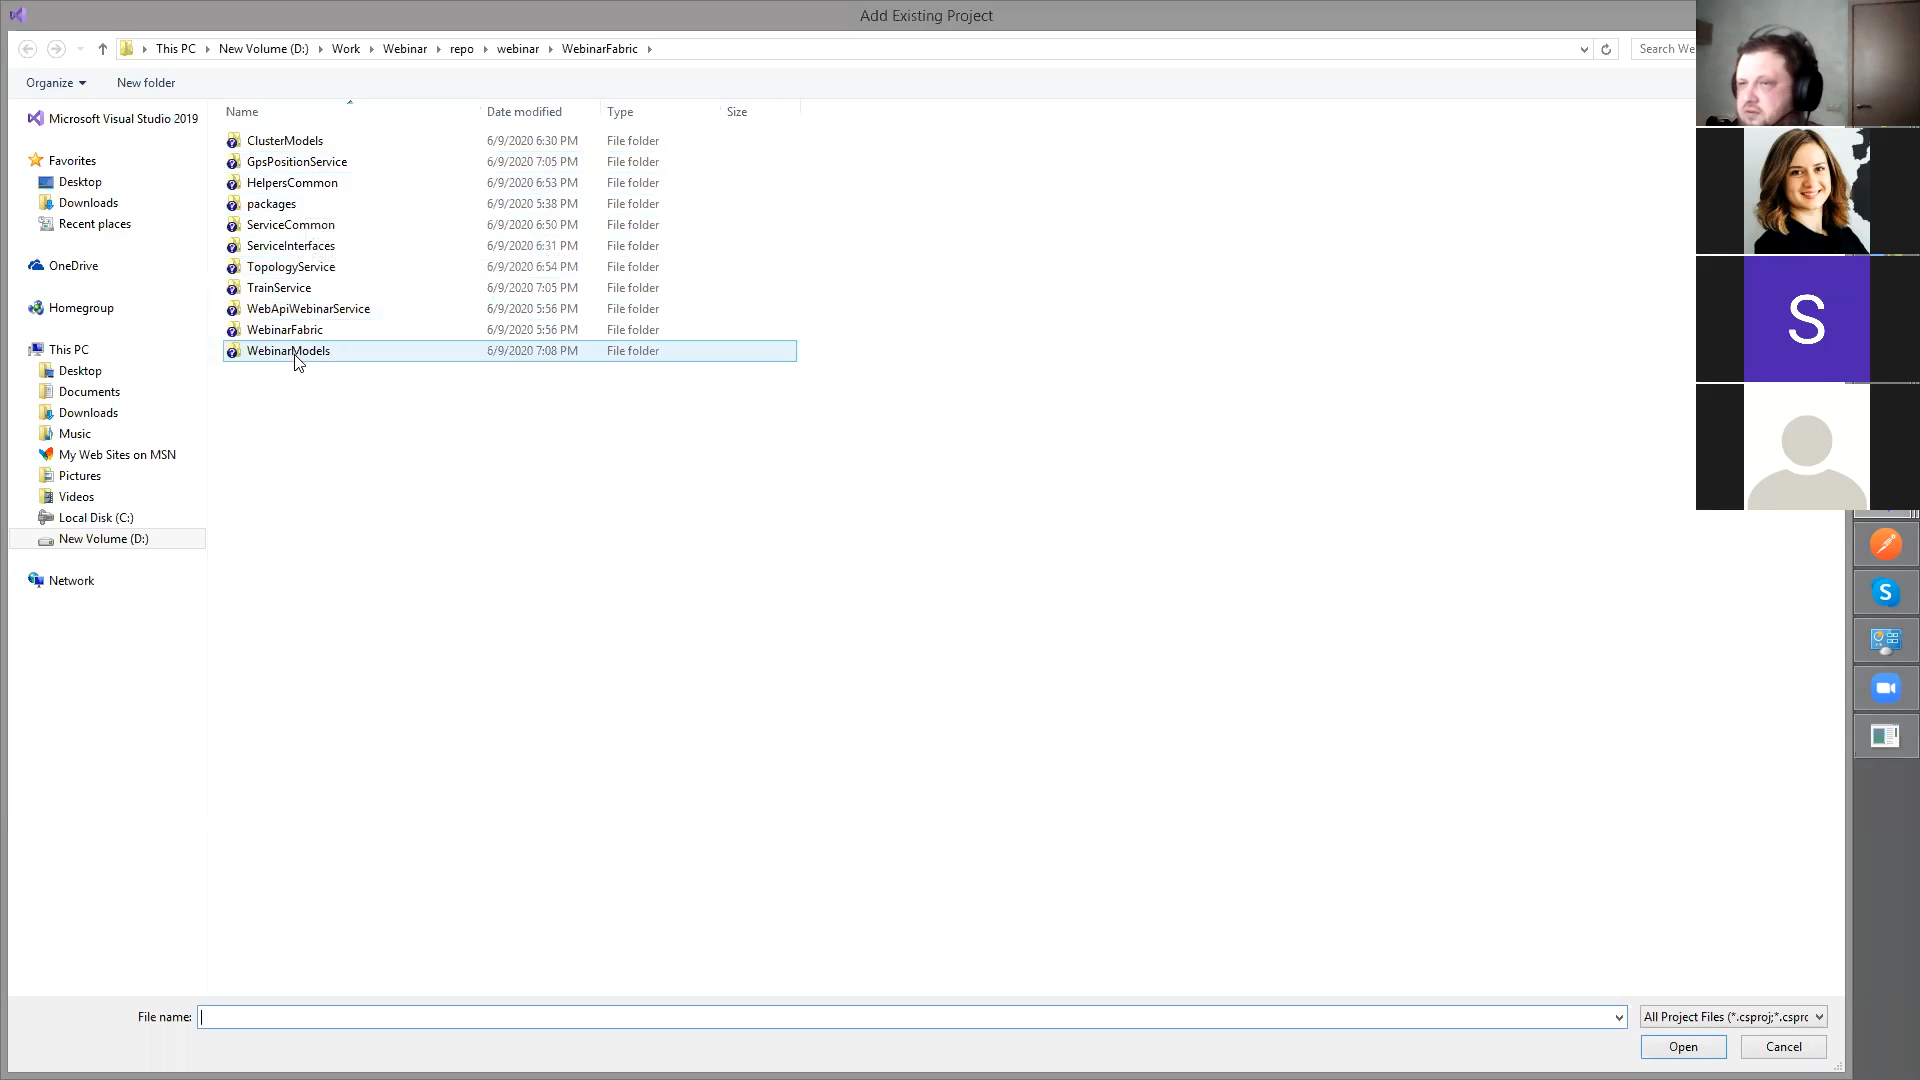 Add Existing Project
This PC New Volume (D:) Work Webinar repo webinar WebinarFabric
Search We
Organize New folder
Name Date modified Type Size
Microsoft Visual Studio 2019
Favorites
Desktop
Downloads
Recent places
OneDrive
Homegroup
This PC
Desktop
Documents
Downloads
Music
My Web Sites on MSN
Pictures
Videos
Local Disk (C:)
New Volume (D:)
Network
ClusterModels 6/9/2020 6:30 PM File folder
GpsPositionService 6/9/2020 7:05 PM File folder
HelpersCommon 6/9/2020 6:53 PM File folder
packages 6/9/2020 5:38 PM File folder
ServiceCommon 6/9/2020 6:50 PM File folder
ServiceInterfaces 6/9/2020 6:31 PM File folder
TopologyService 6/9/2020 6:54 PM File folder
TrainService 6/9/2020 7:05 PM File folder
WebApiWebinarService 6/9/2020 5:56 PM File folder
WebinarFabric 6/9/2020 5:56 PM File folder
WebinarModels 6/9/2020 7:08 PM File folder
S
S
File name:
All Project Files (*.csproj;*.cspro
Open Cancel